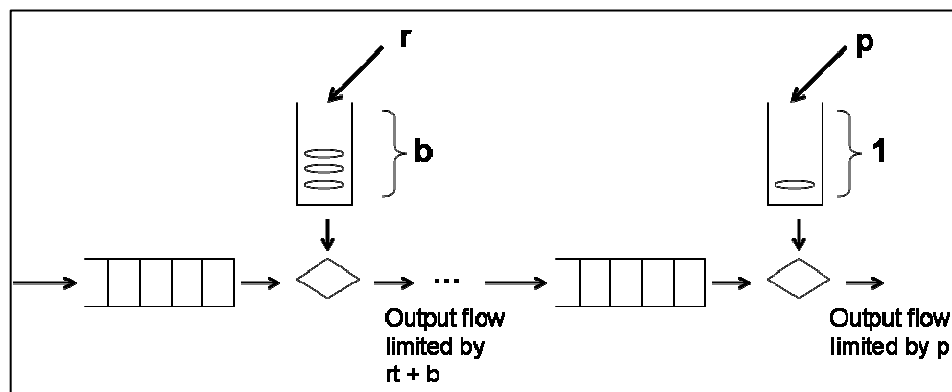 r
p
b
1
...
Output flow
limited by
rt + b
Output flow
limited by p